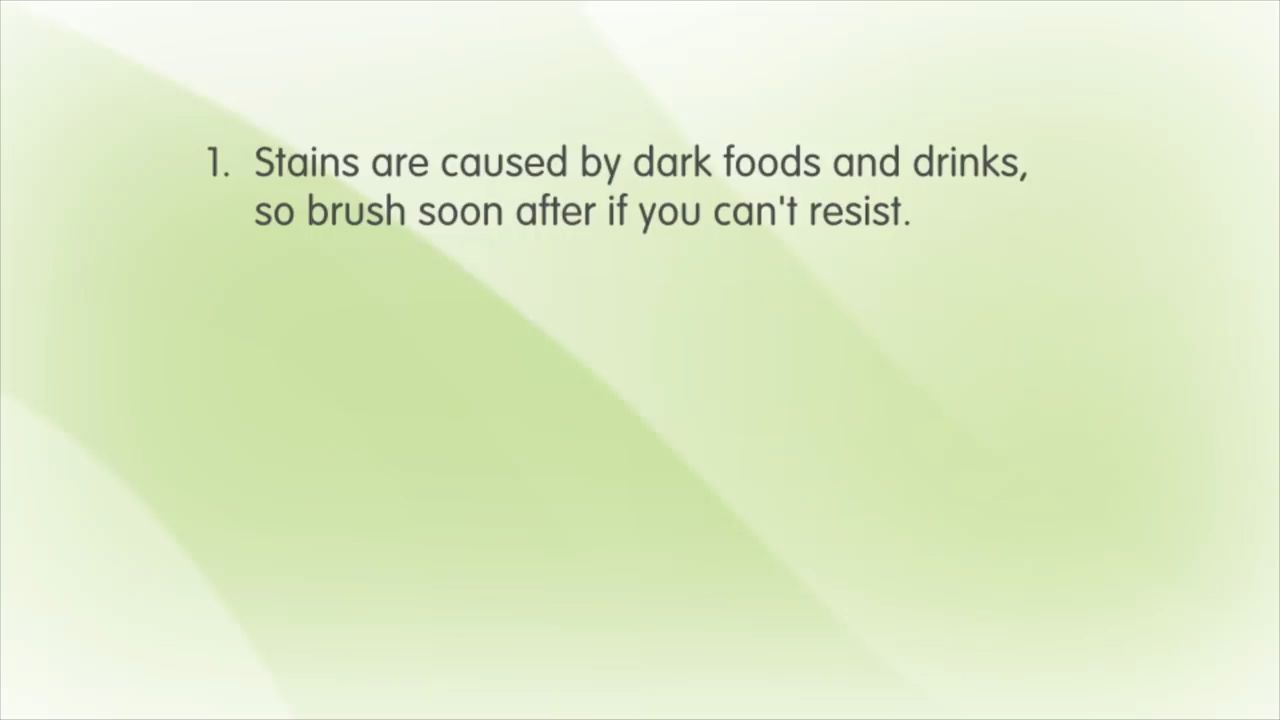 1. Stains are caused by dark foods and drinks,
so brush soon after if you can't resist.